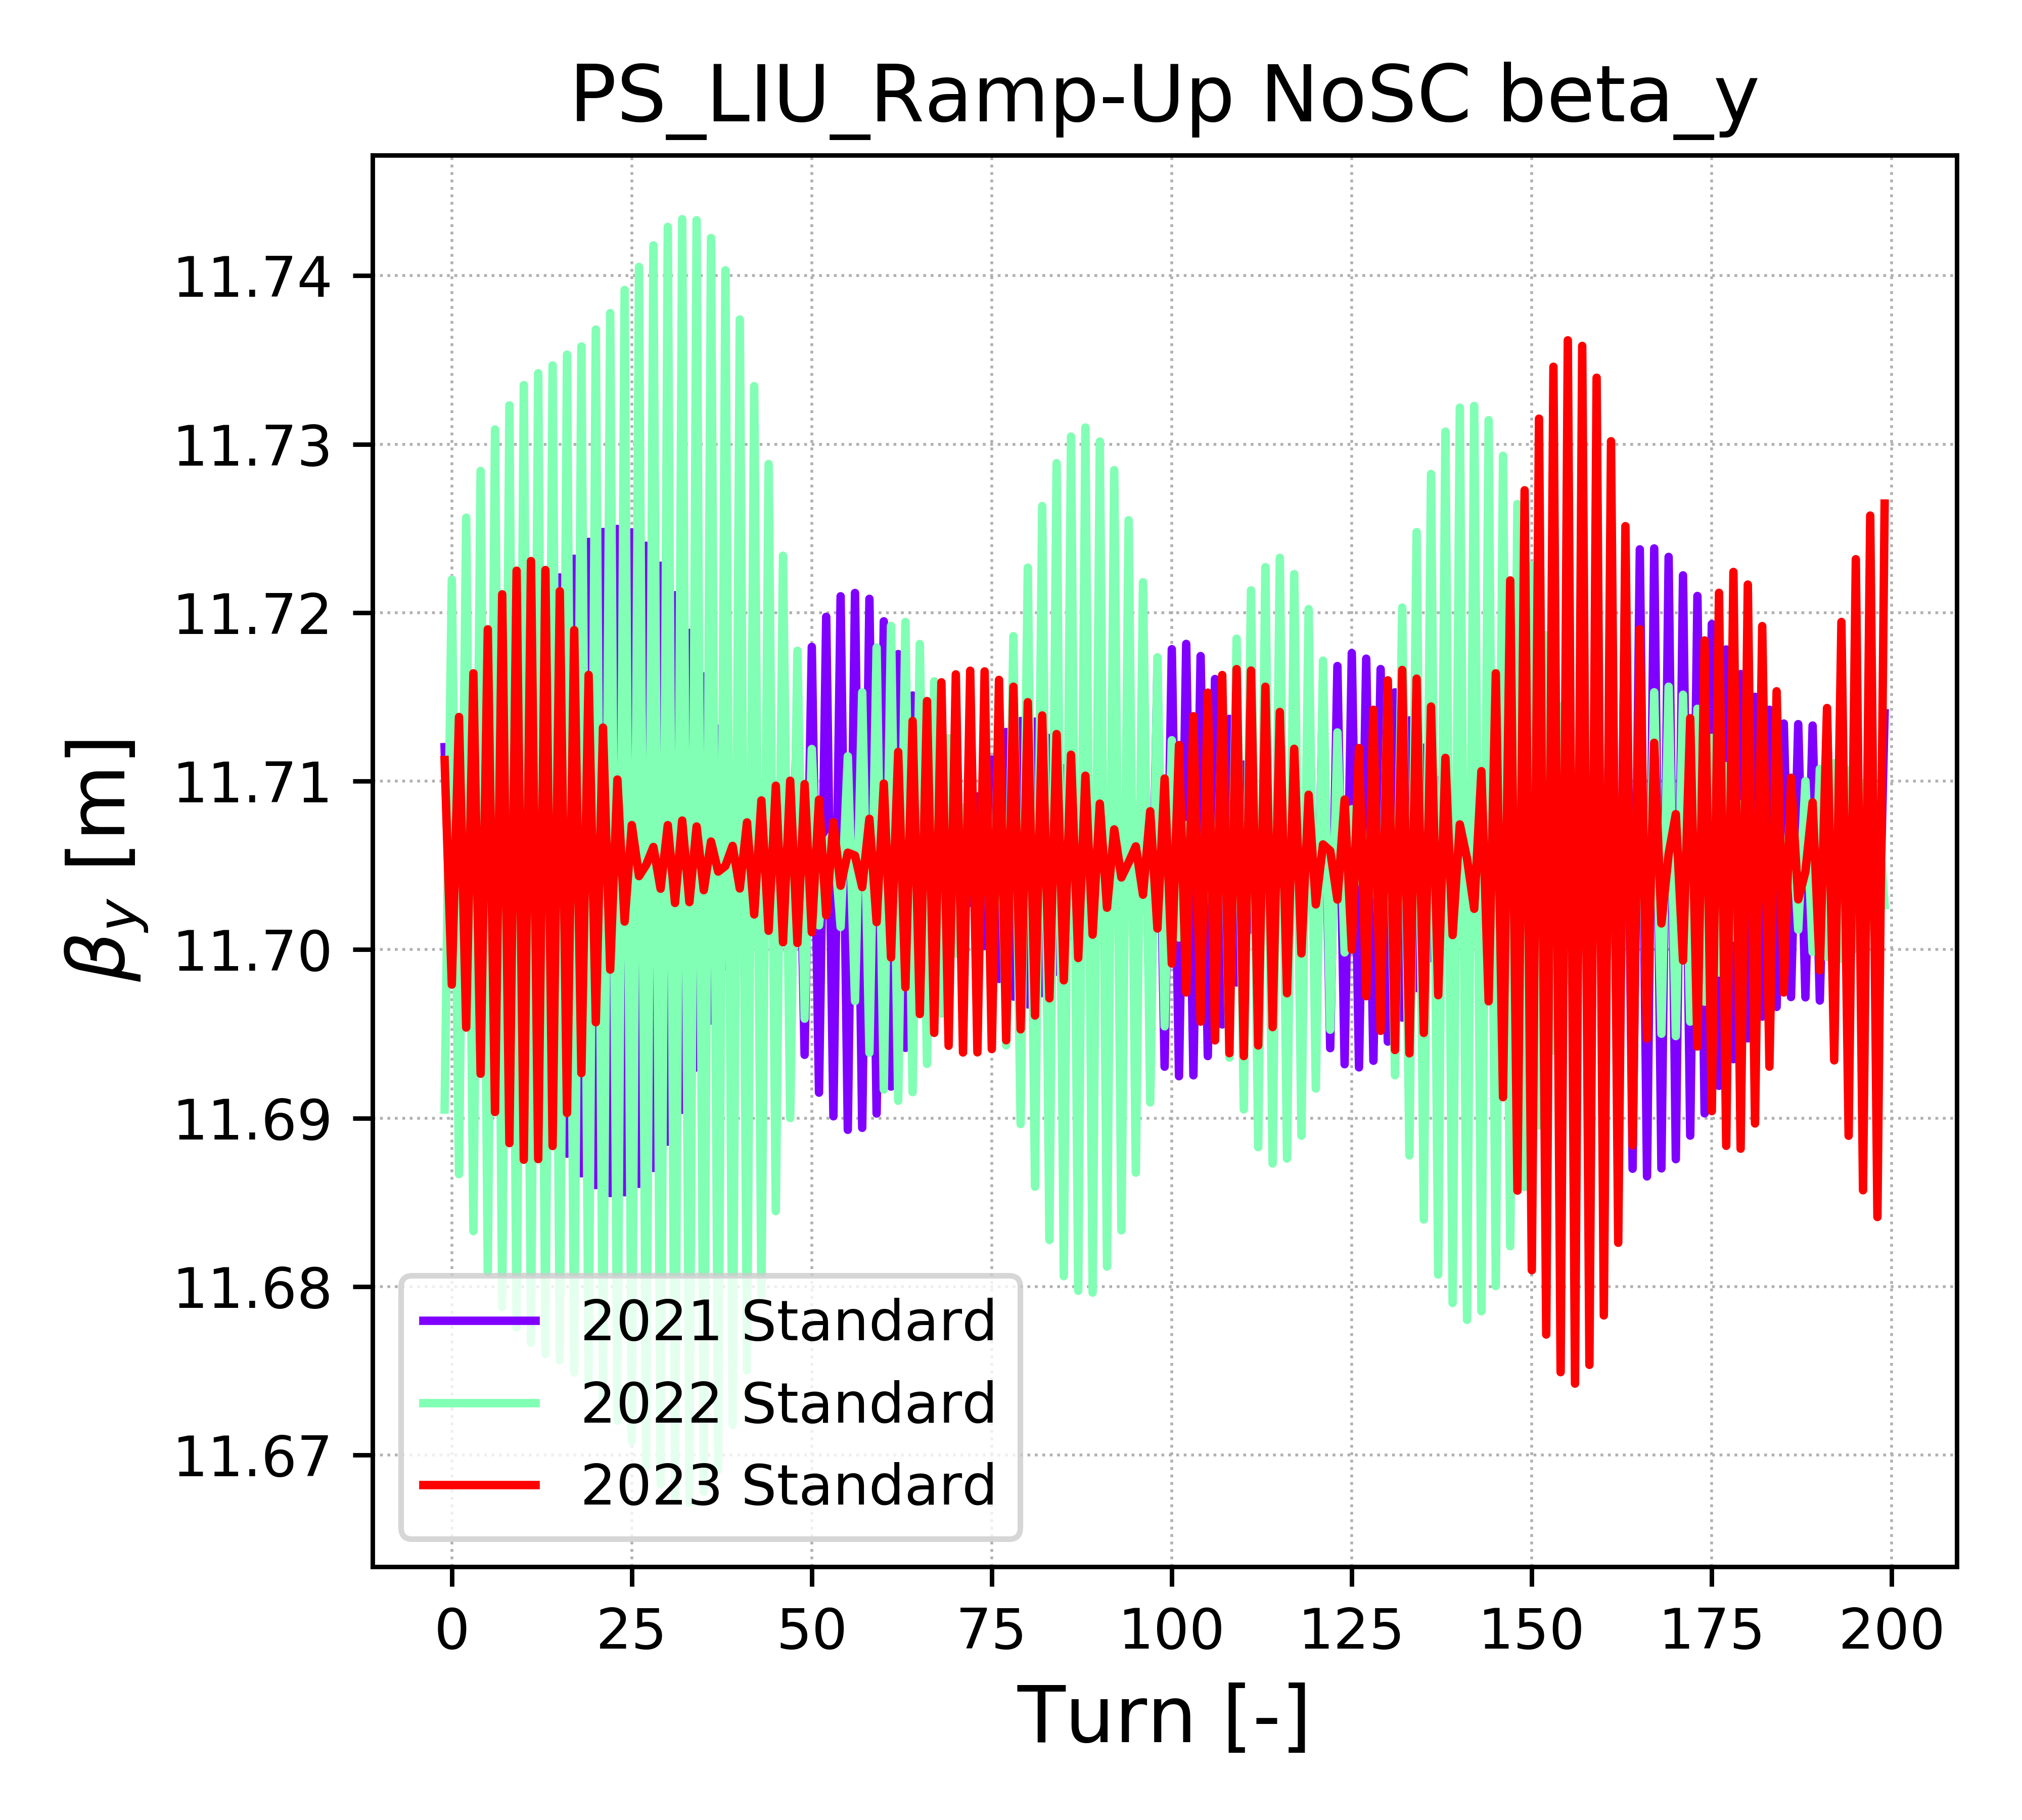 PS_LIU_Ramp-Up NoSC beta_y
β_y [m]
11.74
11.73
11.72
11.71
11.70
11.69
11.68
11.67
2021 Standard
2022 Standard
2023 Standard
0 25 50 75 100 125 150 175 200
Turn [-]